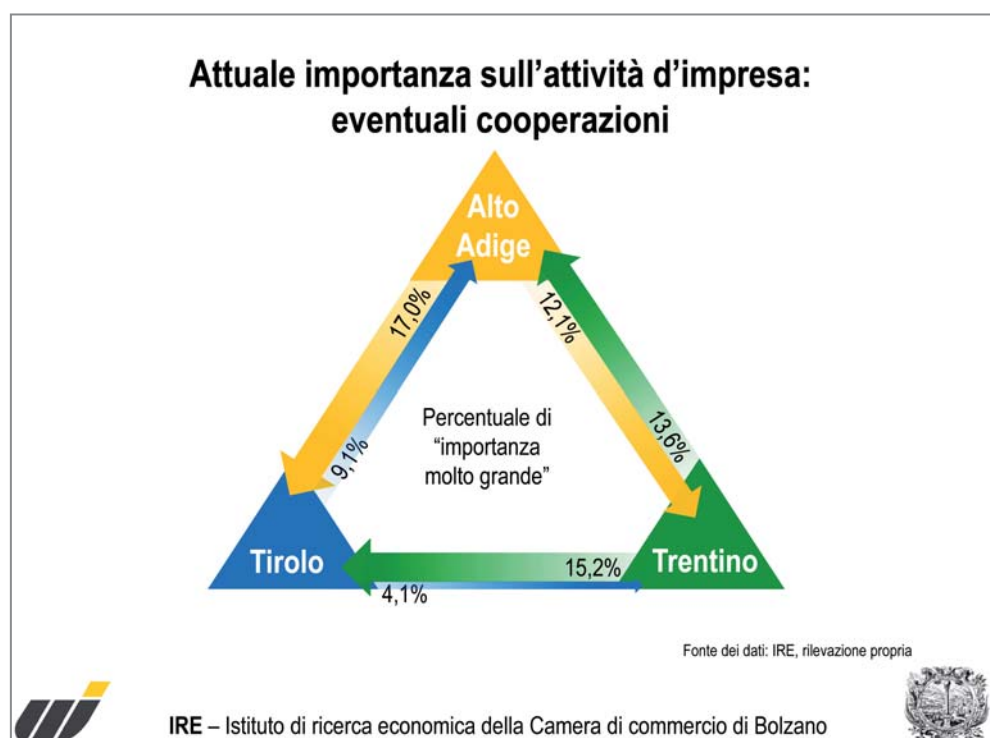 Attuale importanza sull’attività d’impresa:
eventuali cooperazioni
Alto
Adige
17,0%
12,1%
Percentuale di
“importanza
molto grande”
9,1%
13,6%
Tirolo
Trentino
15,2%
4,1%
Fonte dei dati: IRE, rilevazione propria
IRE – Istituto di ricerca economica della Camera di commercio di Bolzano